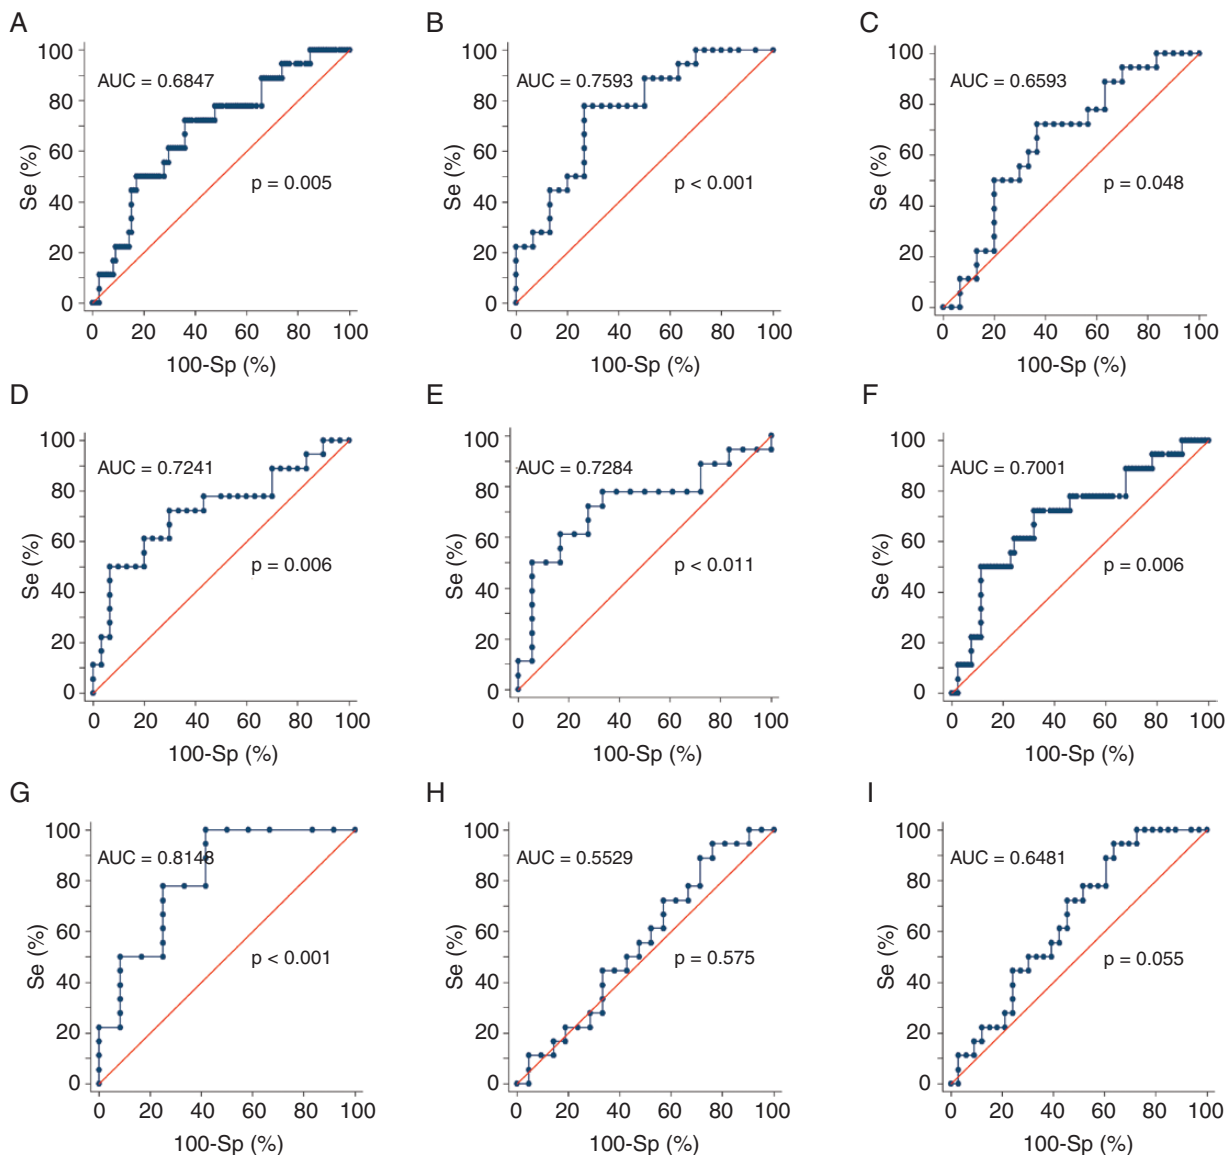 A
B
C
100
80
60
40
20
0
Se (%)
AUC = 0.6847
p = 0.005
0 20 40 60 80 100
100-Sp (%)
100
80
60
40
20
0
Se (%)
AUC = 0.7593
p < 0.001
0 20 40 60 80 100
100-Sp (%)
100
80
60
40
20
0
Se (%)
AUC = 0.6593
p = 0.048
0 20 40 60 80 100
100-Sp (%)
D
E
F
100
80
60
40
20
0
Se (%)
AUC = 0.7241
p = 0.006
0 20 40 60 80 100
100-Sp (%)
100
80
60
40
20
0
Se (%)
AUC = 0.7284
p < 0.011
0 20 40 60 80 100
100-Sp (%)
100
80
60
40
20
0
Se (%)
AUC = 0.7001
p = 0.006
0 20 40 60 80 100
100-Sp (%)
G
H
I
100
80
60
40
20
0
Se (%)
AUC = 0.8148
p < 0.001
0 20 40 60 80 100
100-Sp (%)
100
80
60
40
20
0
Se (%)
AUC = 0.5529
p = 0.575
0 20 40 60 80 100
100-Sp (%)
100
80
60
40
20
0
Se (%)
AUC = 0.6481
p = 0.055
0 20 40 60 80 100
100-Sp (%)